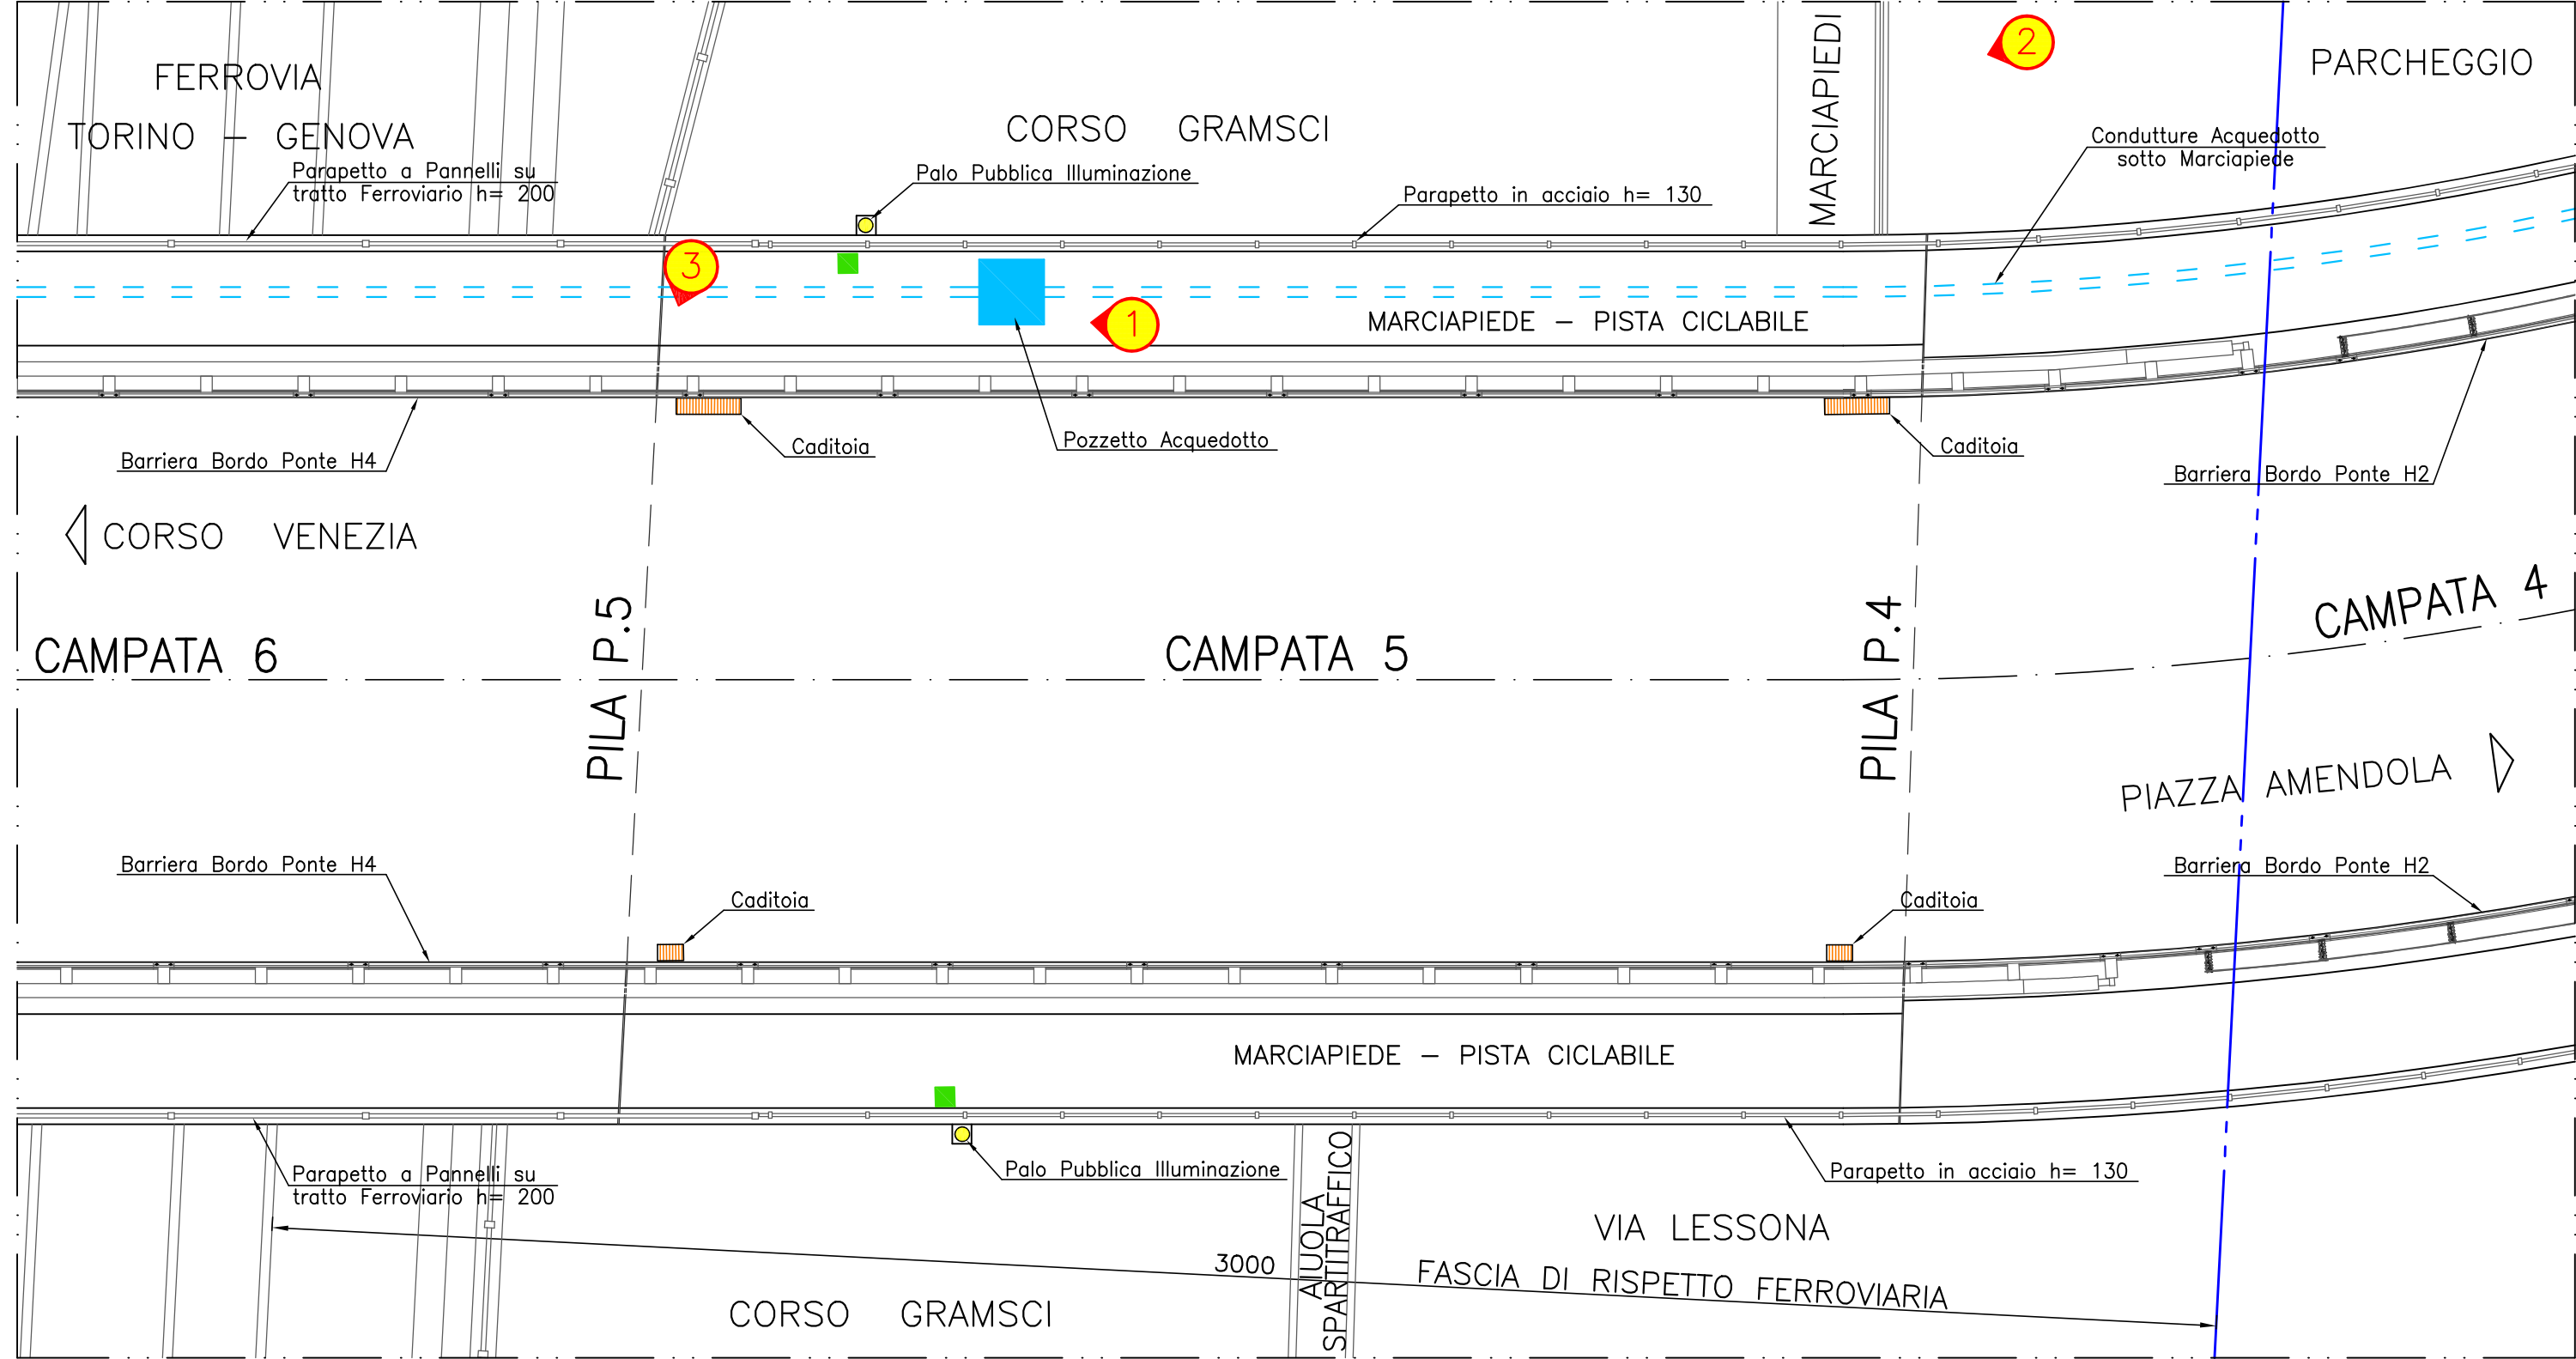 2
PARCHEGGIO
FERROVIA
TORINO - GENOVA
CORSO GRAMSCI
MARCIAPIEDI
Condutture Acquedotto
sotto Marciapiede
Parapetto a Pannelli su
tratto Ferroviario h= 200
Palo Pubblica Illuminazione
Parapetto in acciaio h= 130
3
1
MARCIAPIEDE - PISTA CICLABILE
Barriera Bordo Ponte H4
Caditoia
Pozzetto Acquedotto
Caditoia
Barriera Bordo Ponte H2
CORSO VENEZIA
CAMPATA 6
PILA P.5
CAMPATA 5
PILA P.4
CAMPATA 4
PIAZZA AMENDOLA
Barriera Bordo Ponte H4
Caditoia
Caditoia
Barriera Bordo Ponte H2
MARCIAPIEDE - PISTA CICLABILE
Parapetto a Pannelli su
tratto Ferroviario h= 200
Palo Pubblica Illuminazione
AIUOLA
SPARTITRAFFICO
Parapetto in acciaio h= 130
VIA LESSONA
3000
FASCIA DI RISPETTO FERROVIARIA
CORSO GRAMSCI